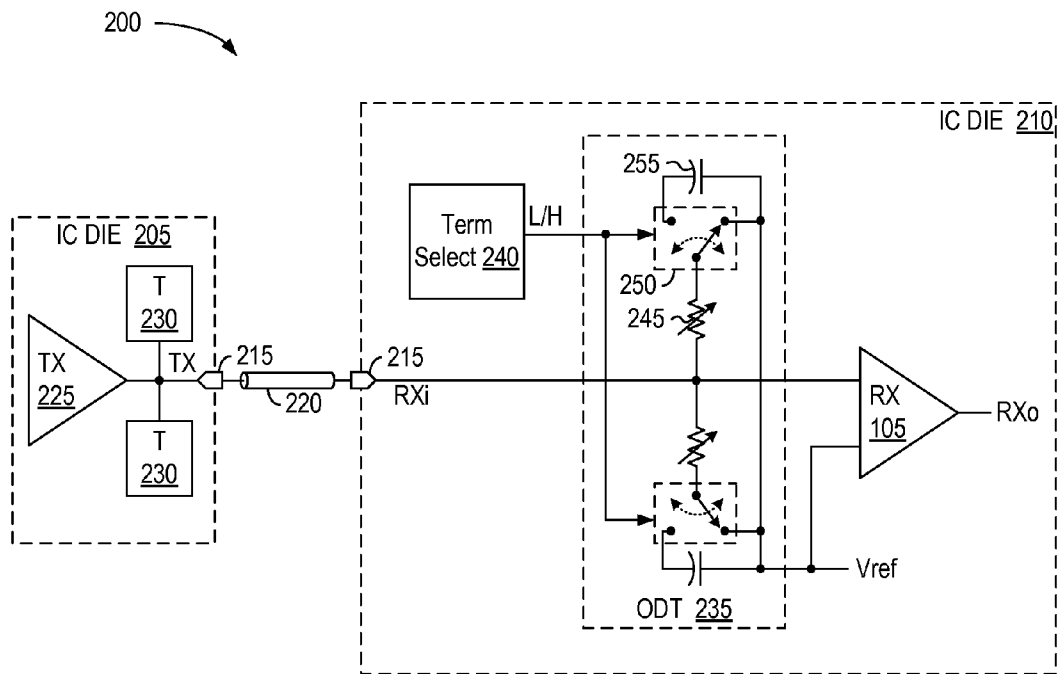 200
IC DIE 210
255
Term
Select 240
L/H
IC DIE 205
T
230
250
245
TX
225
TX
215
215
220
RXi
RX
105
RXo
T
230
Vref
ODT 235